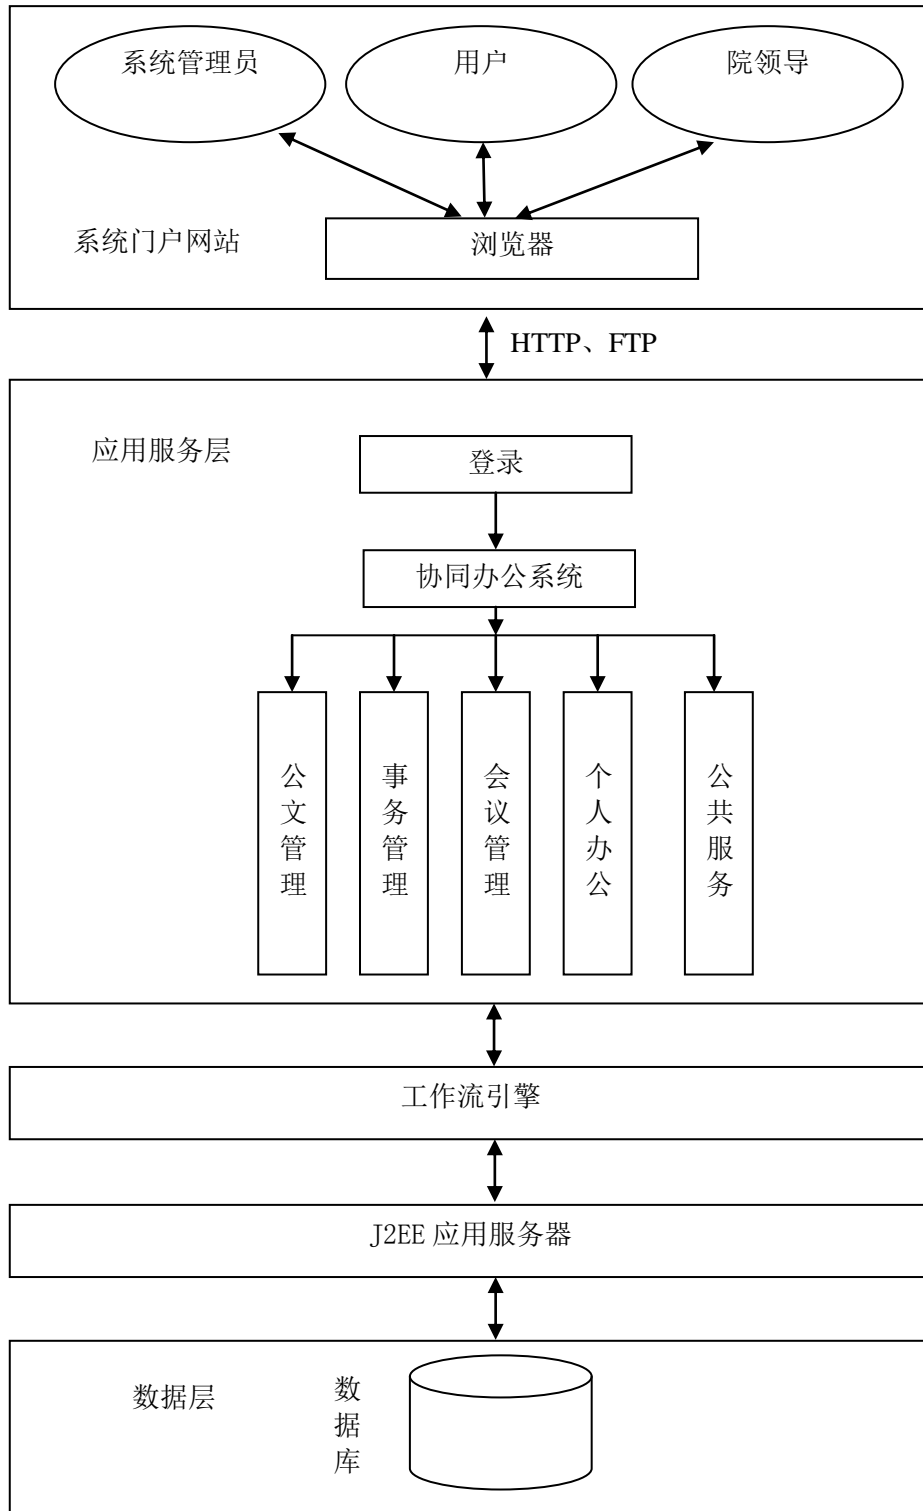 系统管理员
用户
院领导
系统门户网站
浏览器
HTTP、FTP
应用服务层
登录
协同办公系统
公文管理
事务管理
会议管理
个人办公
公共服务
工作流引擎
J2EE 应用服务器
数据层
数据库